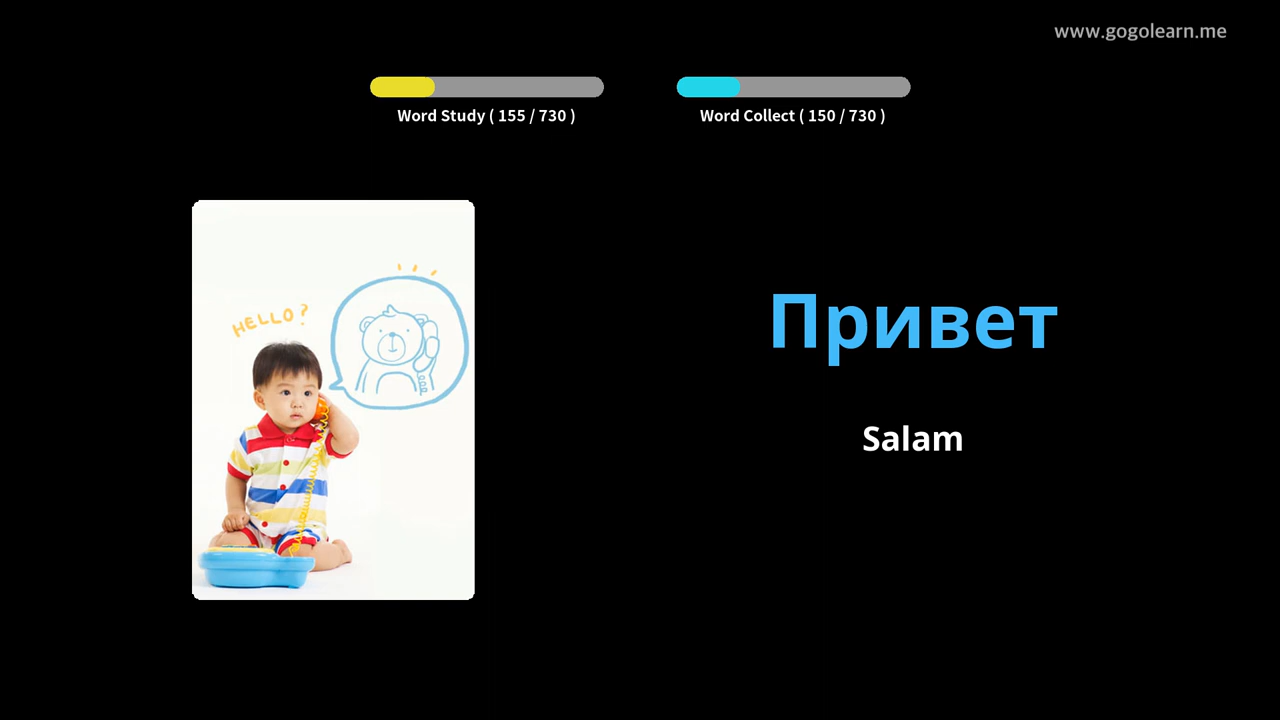 www.gogolearn.me
Word Study ( 155 / 730 )
Word Collect ( 150 / 730 )
HELLO?
Привет
Salam